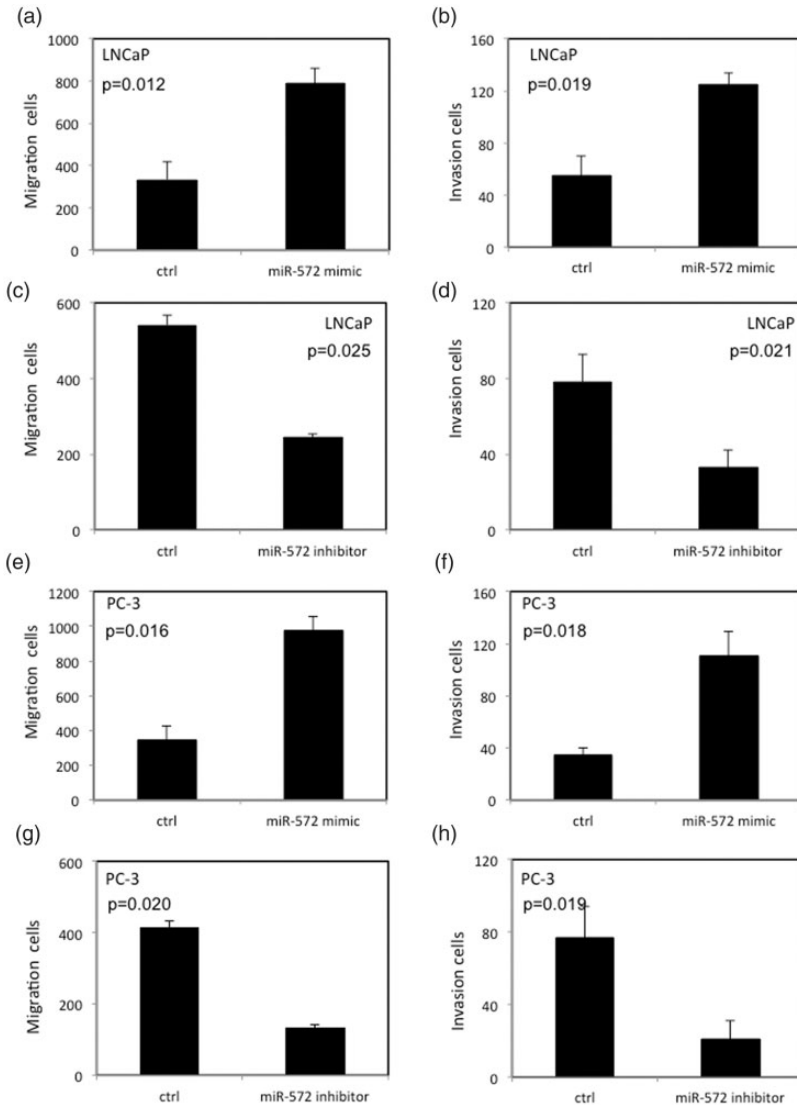 (a)
1000
800
600
400
200
0
Migration cells
LNCaP
p=0.012
ctrl
miR-572 mimic
(b)
160
120
80
40
0
Invasion cells
LNCaP
p=0.019
ctrl
miR-572 mimic
(c)
600
400
200
0
Migration cells
LNCaP
p=0.025
ctrl
miR-572 inhibitor
(d)
120
80
40
0
Invasion cells
LNCaP
p=0.021
ctrl
miR-572 inhibitor
(e)
1200
1000
800
600
400
200
0
Migration cells
PC-3
p=0.016
ctrl
miR-572 mimic
(f)
160
120
80
40
0
Invasion cells
PC-3
p=0.018
ctrl
miR-572 mimic
(g)
600
400
200
0
Migration cells
PC-3
p=0.020
ctrl
miR-572 inhibitor
(h)
120
80
40
0
Invasion cells
PC-3
p=0.019
ctrl
miR-572 inhibitor